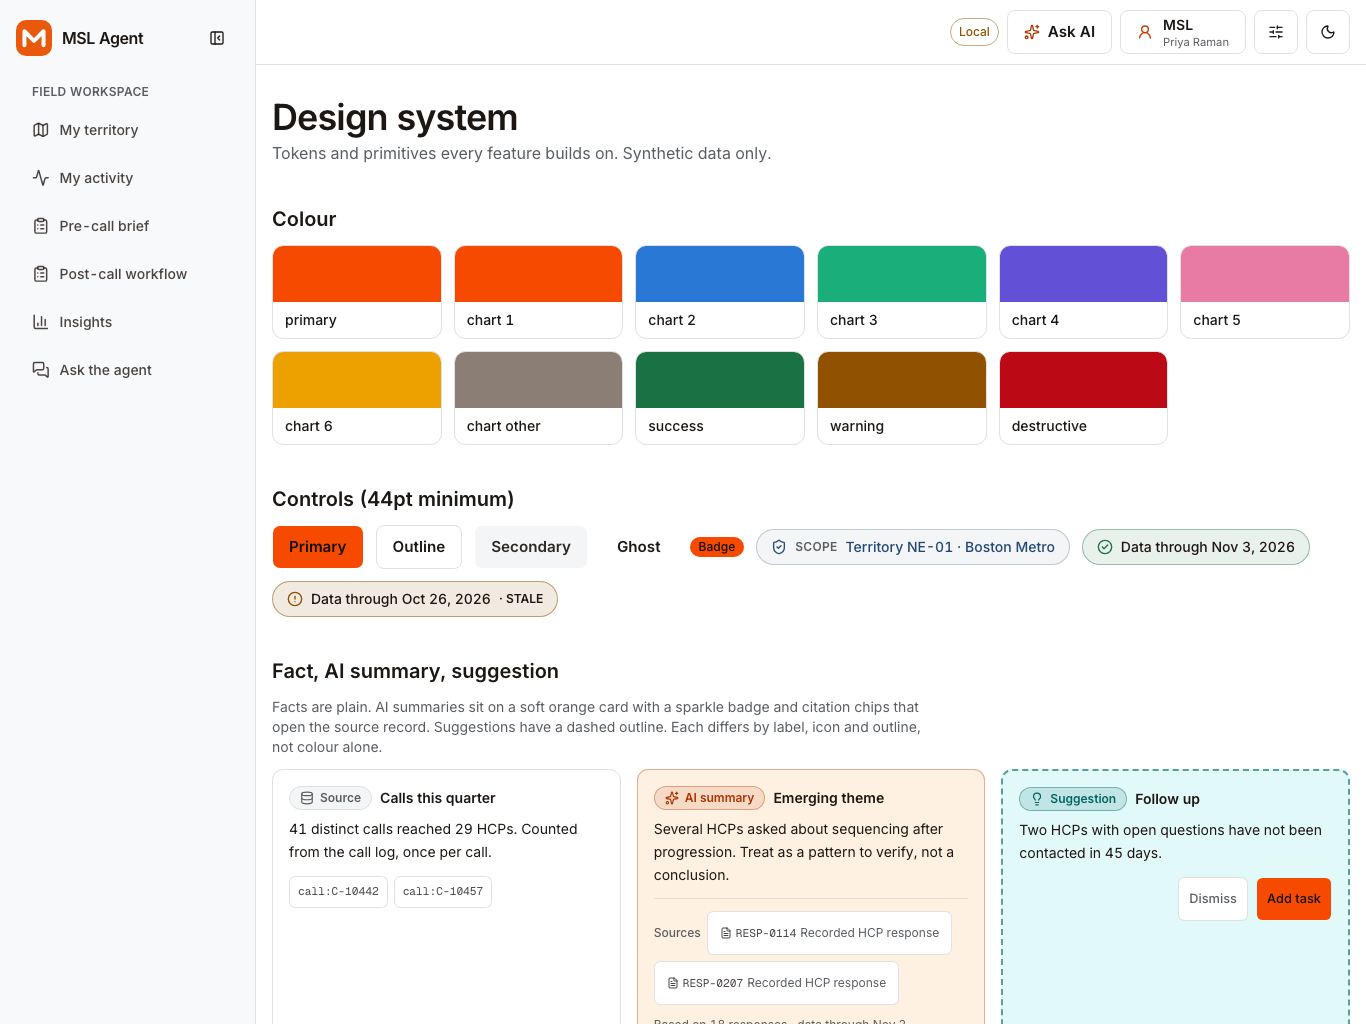 MSL Agent
FIELD WORKSPACE
My territory
My activity
Pre-call brief
Post-call workflow
Insights
Ask the agent
Local
Ask AI
MSL
Priya Raman
Design system
Tokens and primitives every feature builds on. Synthetic data only.
Colour
primary
chart 1
chart 2
chart 3
chart 4
chart 5
chart 6
chart other
success
warning
destructive
Controls (44pt minimum)
Primary
Outline
Secondary
Ghost
Badge
SCOPE Territory NE-01 · Boston Metro
Data through Nov 3, 2026
Data through Oct 26, 2026 · STALE
Fact, AI summary, suggestion
Facts are plain. AI summaries sit on a soft orange card with a sparkle badge and citation chips that
open the source record. Suggestions have a dashed outline. Each differs by label, icon and outline,
not colour alone.
Source Calls this quarter
41 distinct calls reached 29 HCPs. Counted
from the call log, once per call.
call:C-10442 call:C-10457
AI summary Emerging theme
Several HCPs asked about sequencing after
progression. Treat as a pattern to verify, not a
conclusion.
Sources RESP-0114 Recorded HCP response
RESP-0207 Recorded HCP response
Based on 18 responses · data through Nov 3
Suggestion Follow up
Two HCPs with open questions have not been
contacted in 45 days.
Dismiss Add task